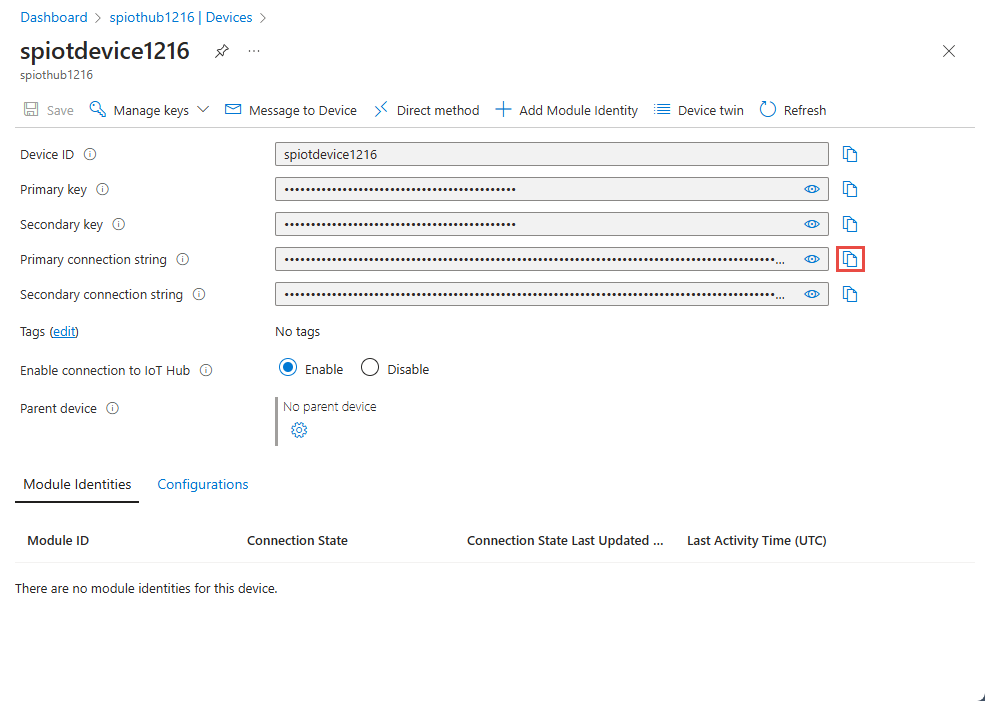 Dashboard > spiothub1216 | Devices >
spiotdevice1216 ...
spiothub1216
Save Manage keys Message to Device Direct method Add Module Identity Device twin Refresh
Device ID spiotdevice1216
Primary key ••••••••••••••••••••••••••••••••••••••••••••
Secondary key ••••••••••••••••••••••••••••••••••••••••••••
Primary connection string ...
Secondary connection string ...
Tags (edit) No tags
Enable connection to IoT Hub Enable Disable
Parent device No parent device
Module Identities Configurations
Module ID Connection State Connection State Last Updated ... Last Activity Time (UTC)
There are no module identities for this device.